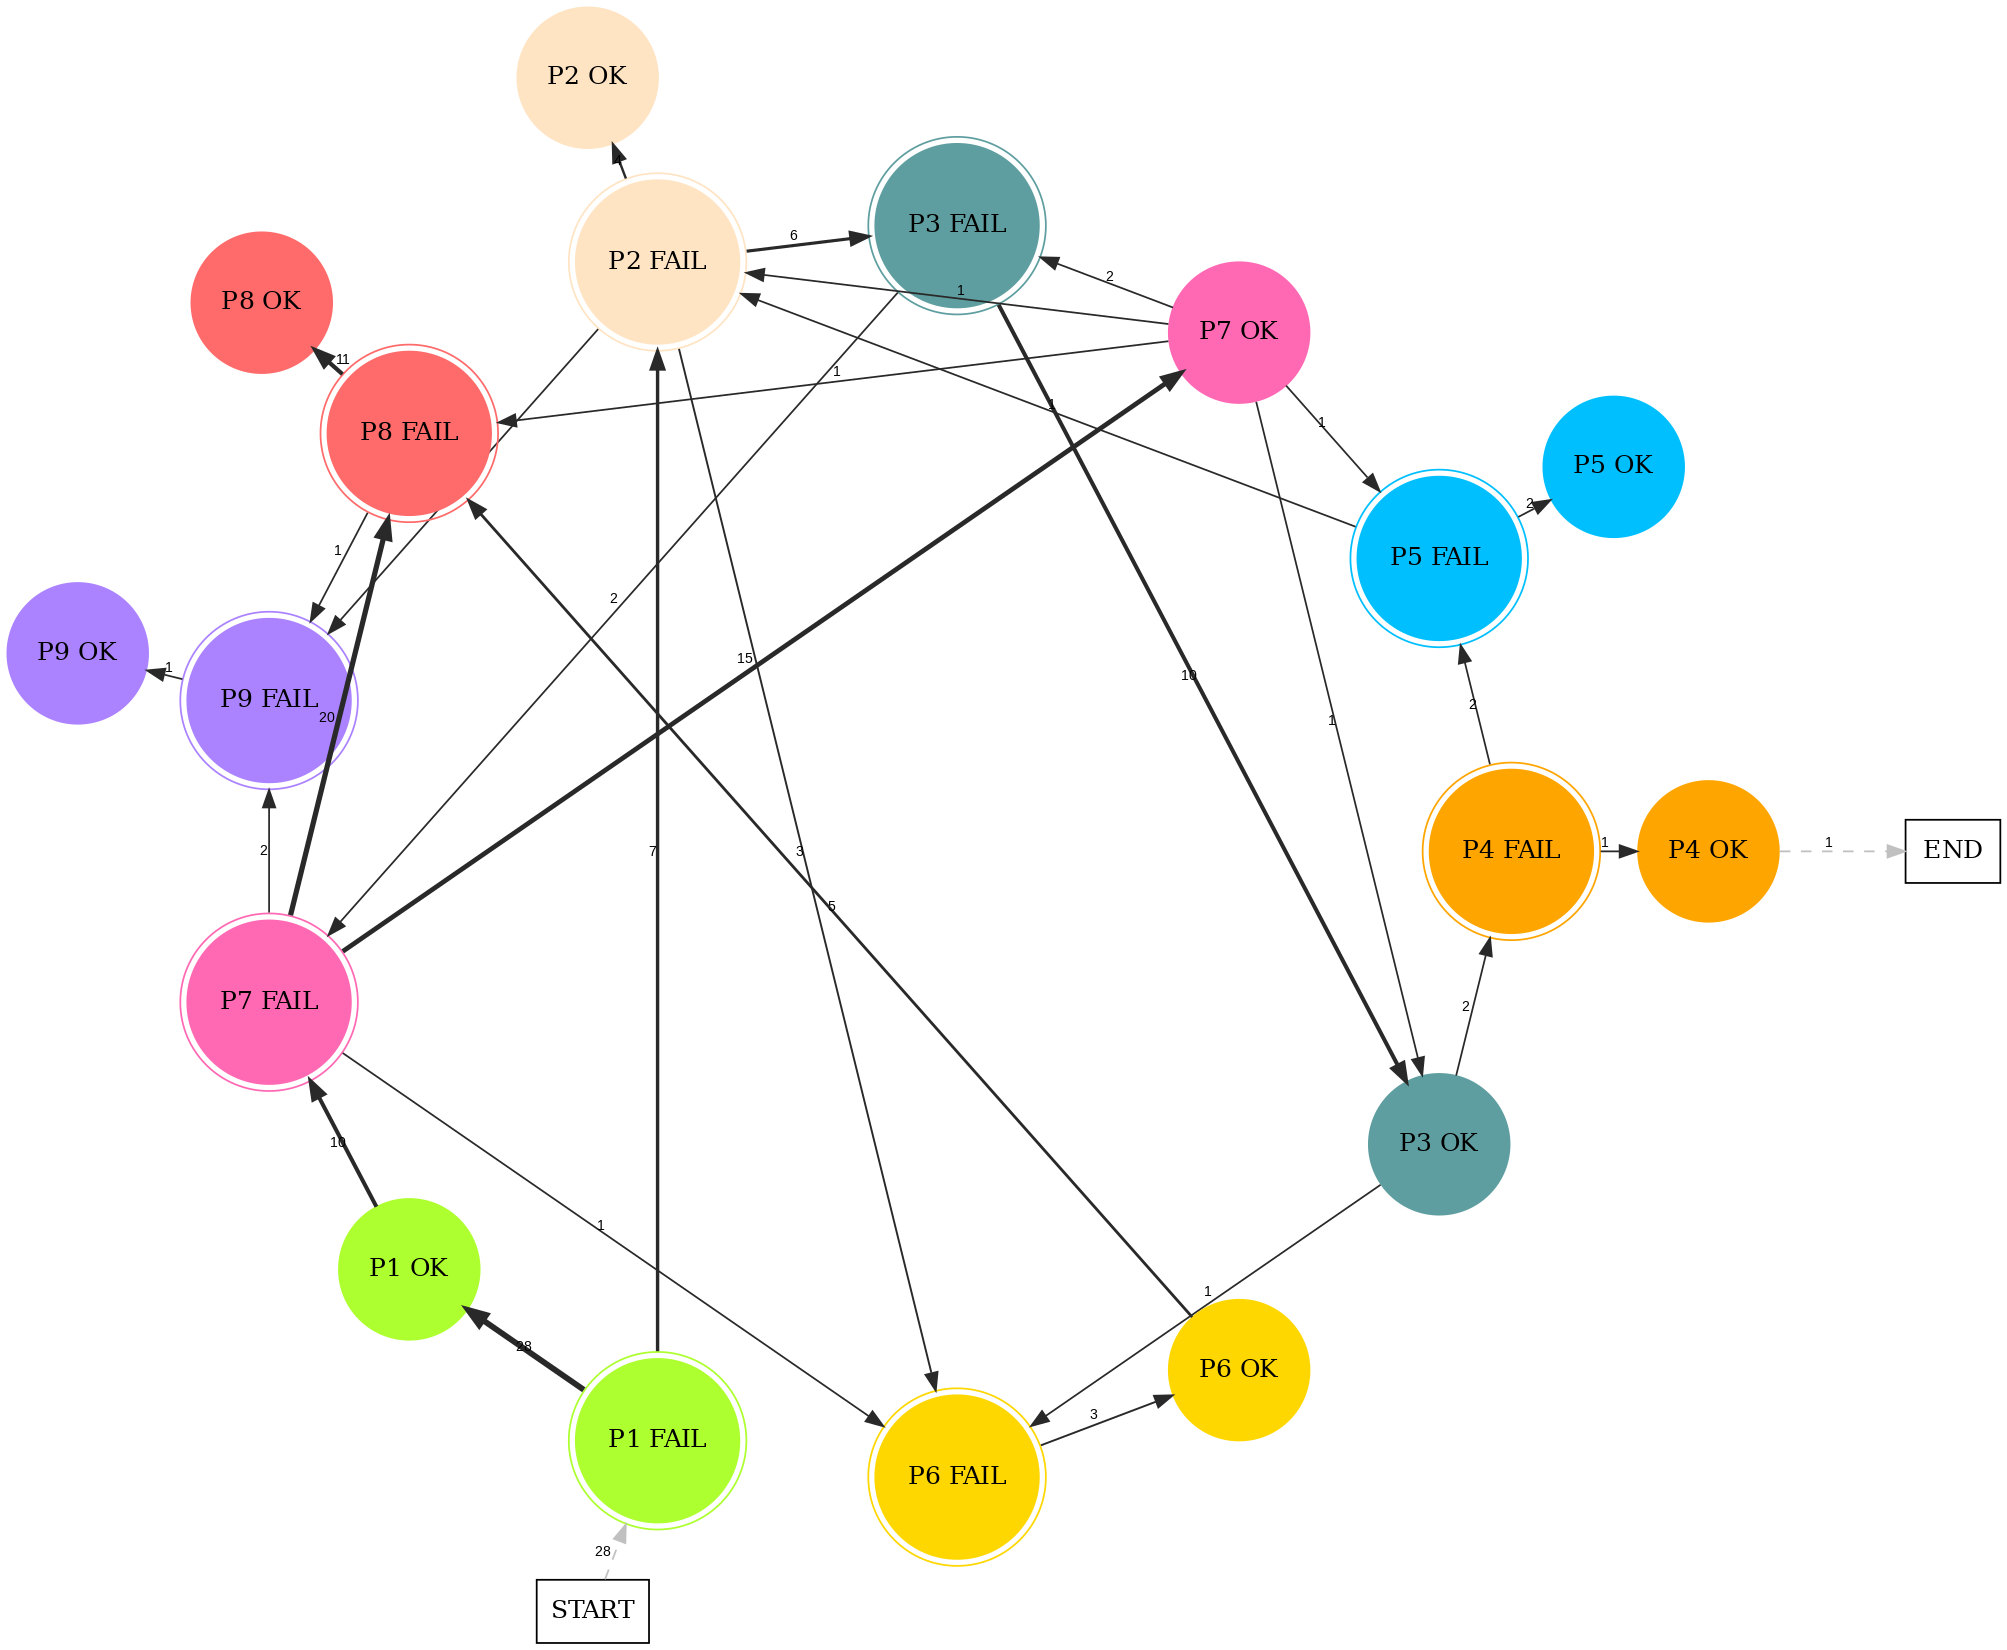 P2 OK
4
P3 FAIL
6
P2 FAIL
2
1
P8 OK
P7 OK
11
1
1
1
P8 FAIL
P5 OK
2
1
P5 FAIL
2
P9 OK
1
15
10
P9 FAIL
20
1
2
2
3
7
P4 FAIL
1
P4 OK
1
END
5
P7 FAIL
2
10
P3 OK
1
P1 OK
1
28
P6 OK
3
P1 FAIL
P6 FAIL
28
START